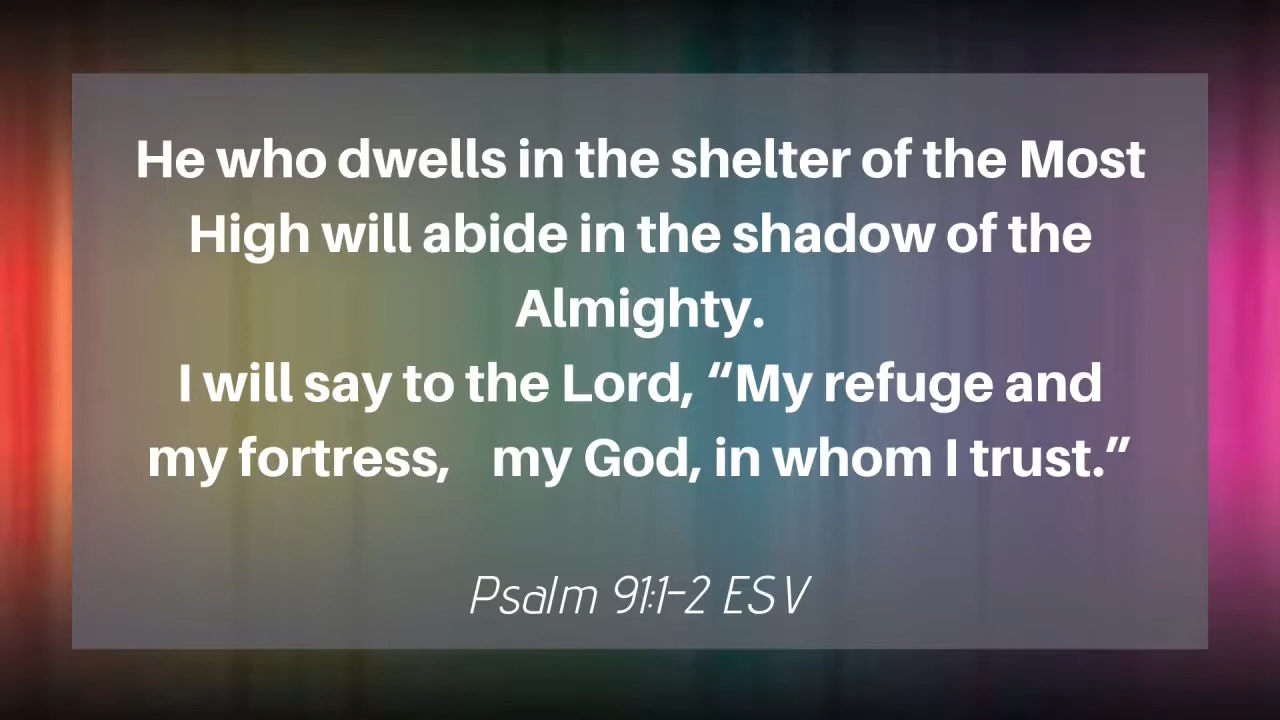 He who dwells in the shelter of the Most
High will abide in the shadow of the
Almighty.
I will say to the Lord, “My refuge and
my fortress,   my God, in whom I trust.”
Psalm 91:1-2 ESV